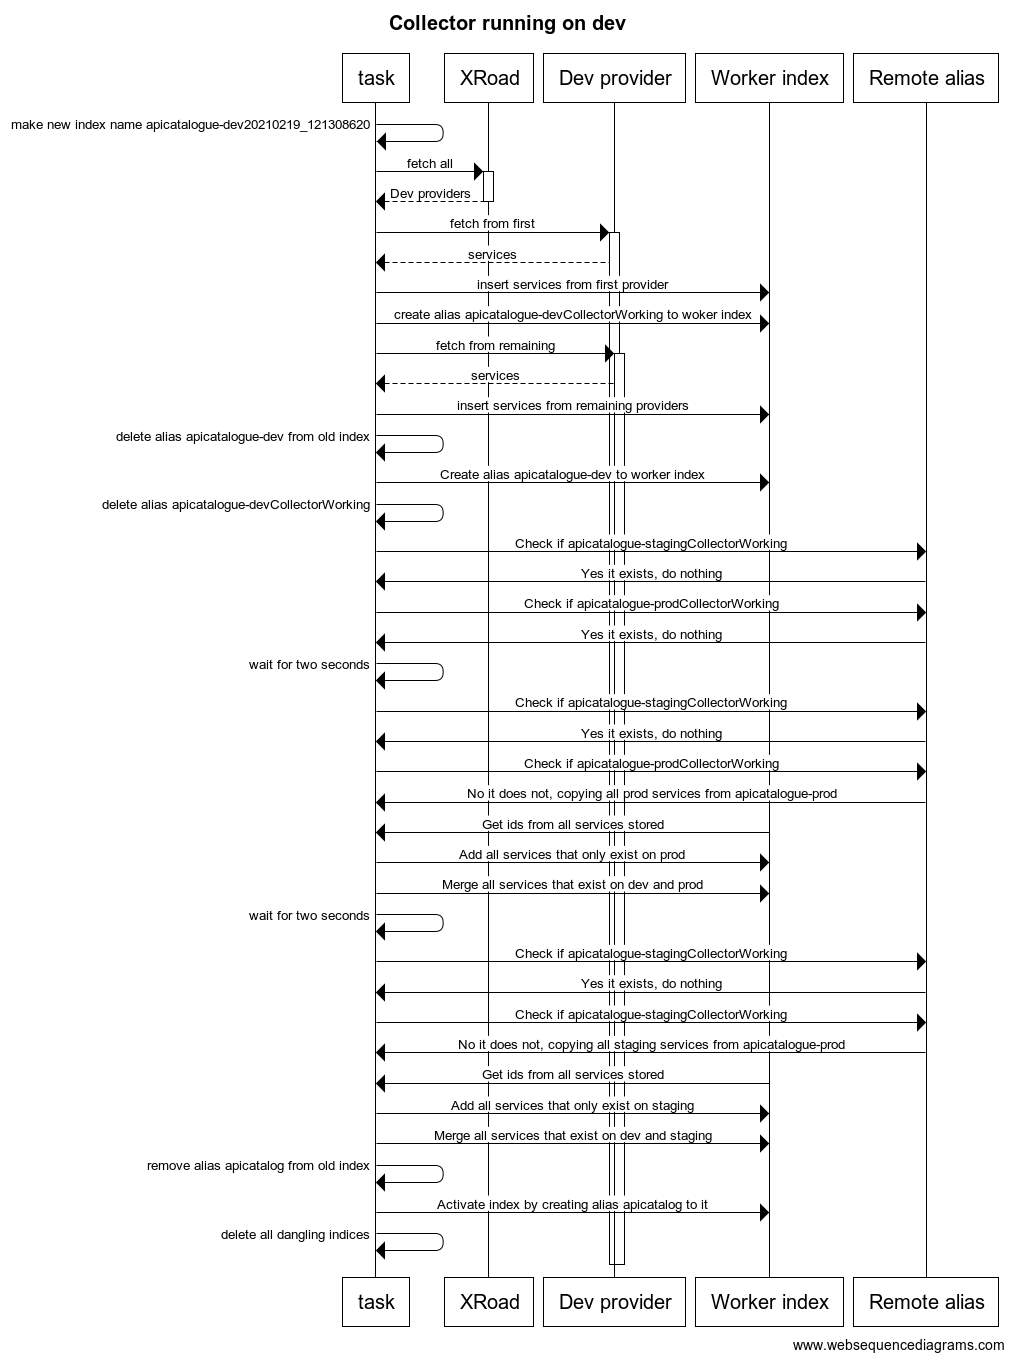 Collector running on dev
task
XRoad
Dev provider
Worker index
Remote alias
make new index name apicatalogue-dev20210219_121308620
fetch all
Dev providers
fetch from first
services
insert services from first provider
create alias apicatalogue-devCollectorWorking to woker index
fetch from remaining
services
insert services from remaining providers
delete alias apicatalogue-dev from old index
Create alias apicatalogue-dev to worker index
delete alias apicatalogue-devCollectorWorking
Check if apicatalogue-stagingCollectorWorking
Yes it exists, do nothing
Check if apicatalogue-prodCollectorWorking
Yes it exists, do nothing
wait for two seconds
Check if apicatalogue-stagingCollectorWorking
Yes it exists, do nothing
Check if apicatalogue-prodCollectorWorking
No it does not, copying all prod services from apicatalogue-prod
Get ids from all services stored
Add all services that only exist on prod
Merge all services that exist on dev and prod
wait for two seconds
Check if apicatalogue-stagingCollectorWorking
Yes it exists, do nothing
Check if apicatalogue-stagingCollectorWorking
No it does not, copying all staging services from apicatalogue-prod
Get ids from all services stored
Add all services that only exist on staging
Merge all services that exist on dev and staging
remove alias apicatalog from old index
Activate index by creating alias apicatalog to it
delete all dangling indices
task
XRoad
Dev provider
Worker index
Remote alias
www.websequencediagrams.com